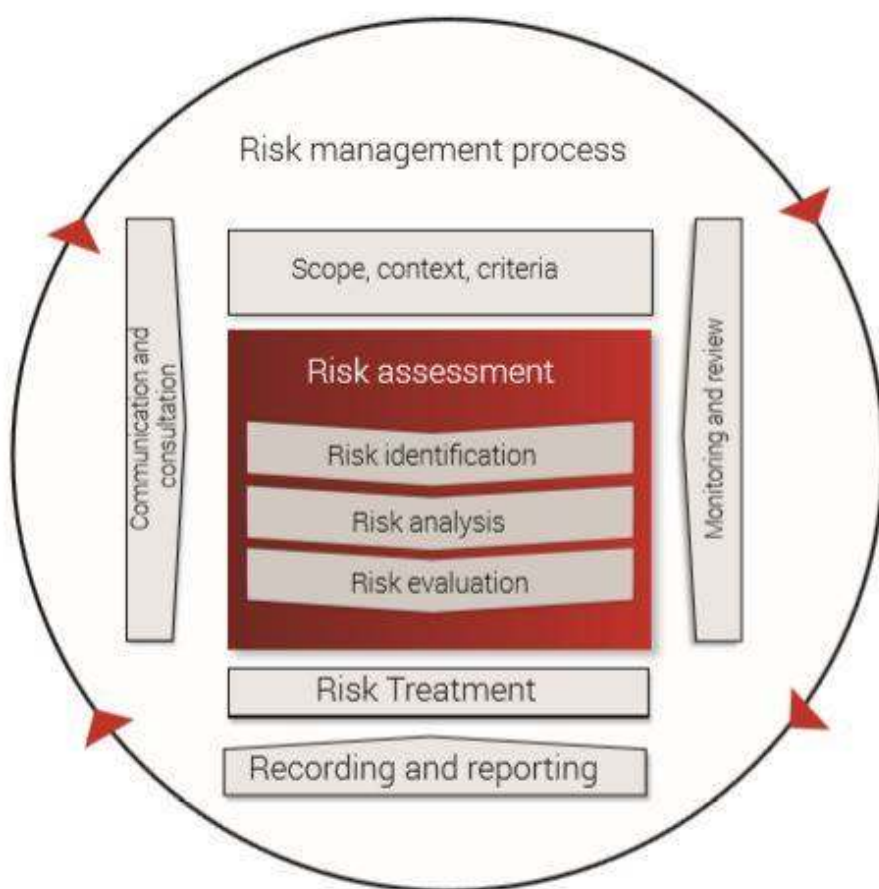 Risk management process
Scope, context, criteria
Communication and
consultation
Risk assessment
Risk identification
Risk analysis
Risk evaluation
Monitoring and review
Risk Treatment
Recording and reporting